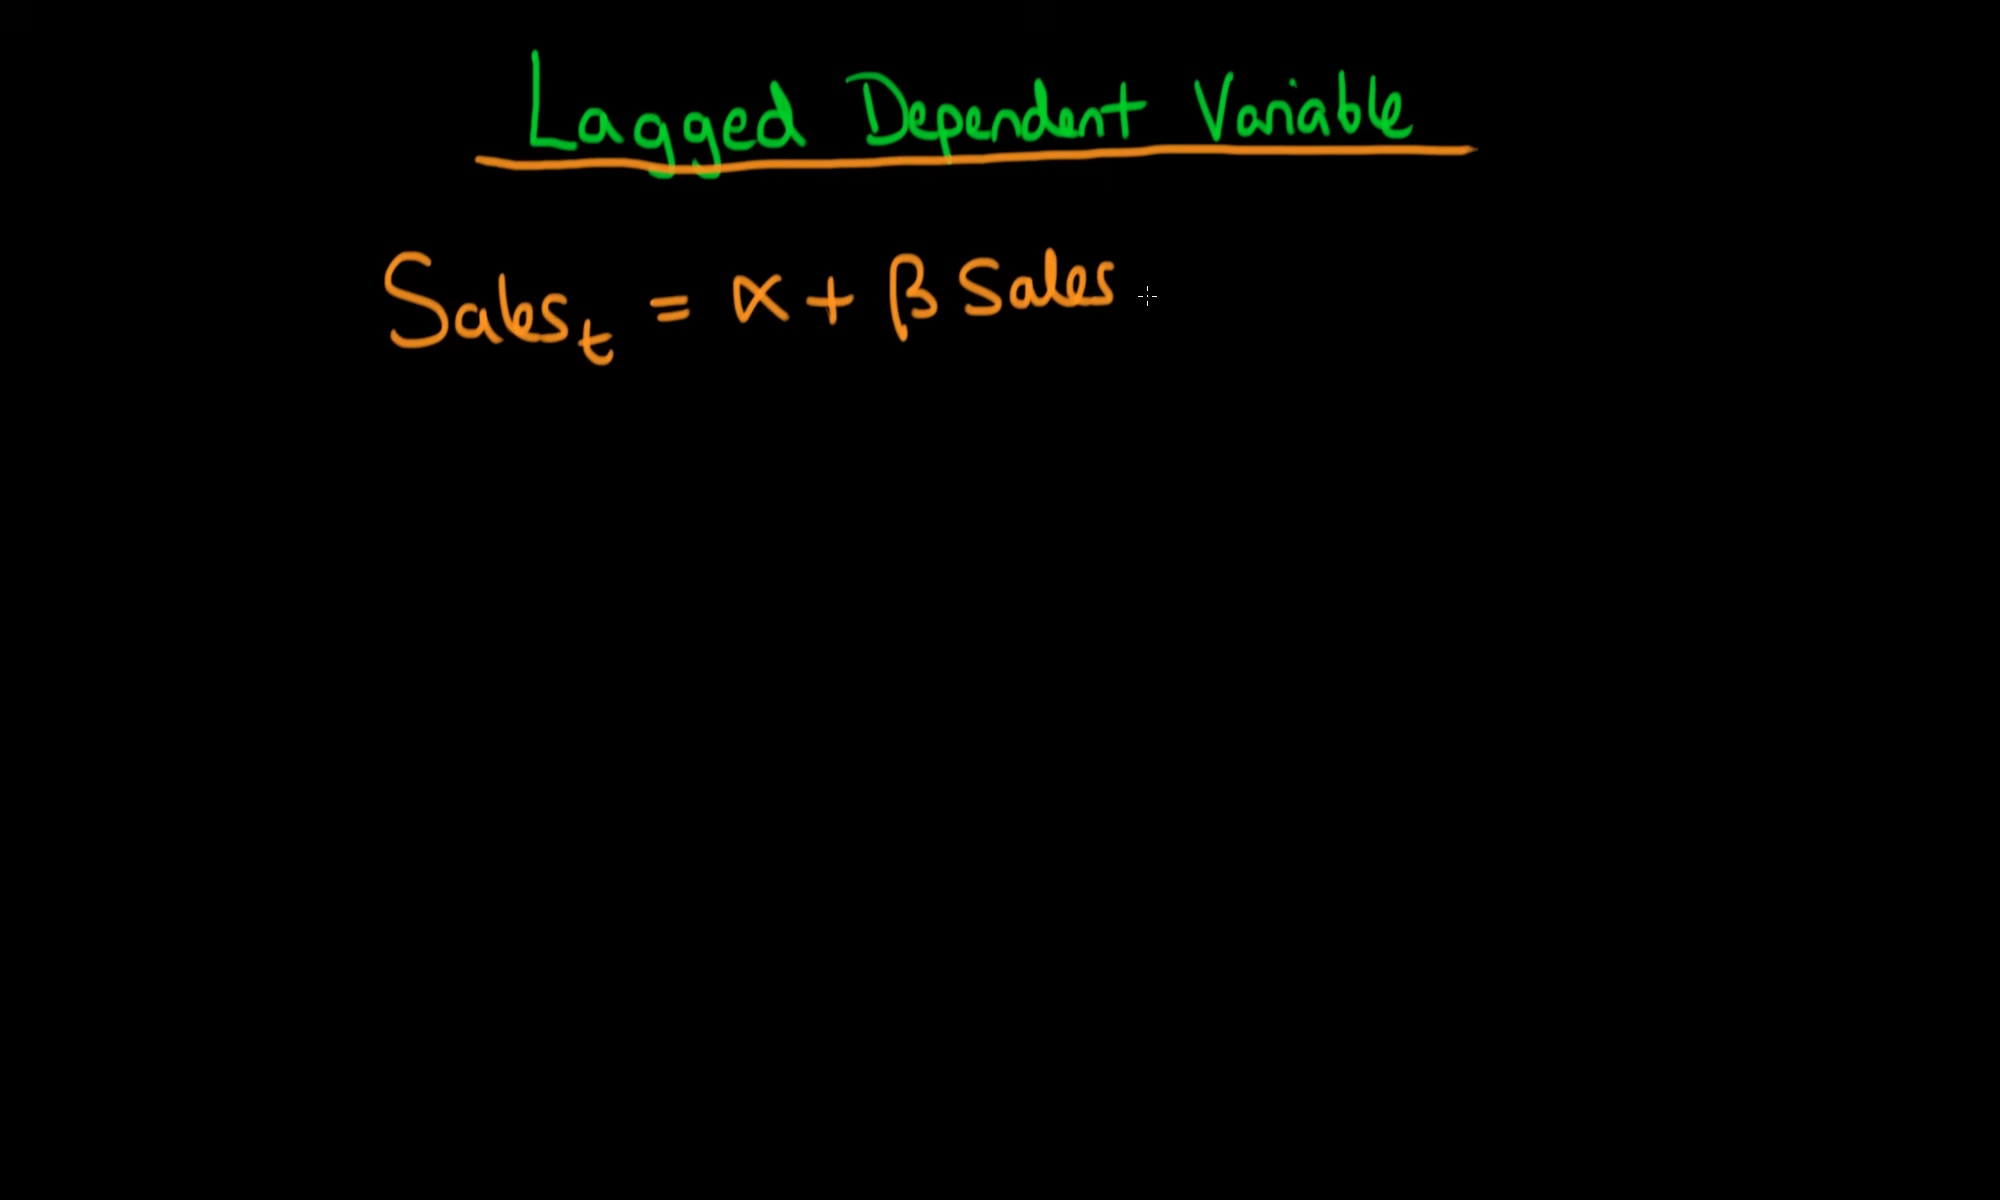 Lagged Dependent Variable
Salesₜ = α + β Sales